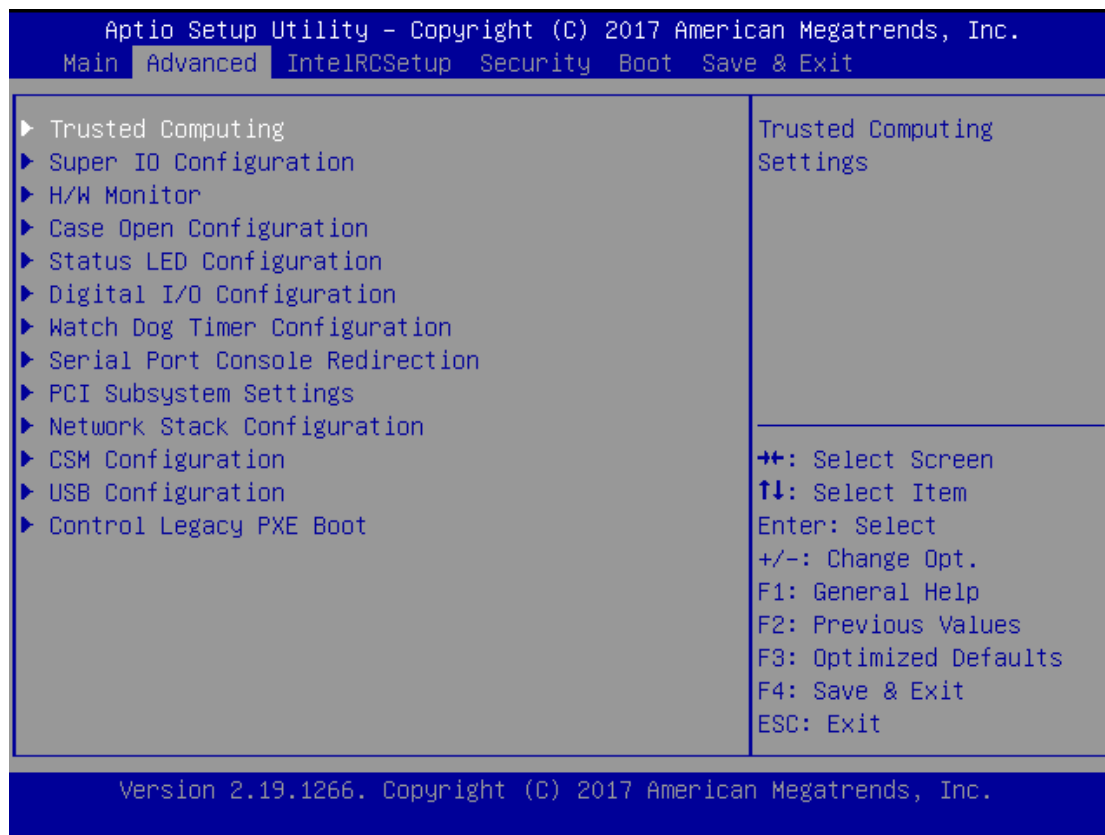 Aptio Setup Utility – Copyright (C) 2017 American Megatrends, Inc.
Main Advanced IntelRCSetup Security Boot Save & Exit
▶ Trusted Computing
▶ Super IO Configuration
▶ H/W Monitor
▶ Case Open Configuration
▶ Status LED Configuration
▶ Digital I/O Configuration
▶ Watch Dog Timer Configuration
▶ Serial Port Console Redirection
▶ PCI Subsystem Settings
▶ Network Stack Configuration
▶ CSM Configuration
▶ USB Configuration
▶ Control Legacy PXE Boot
Trusted Computing
Settings
→←: Select Screen
↑↓: Select Item
Enter: Select
+/-: Change Opt.
F1: General Help
F2: Previous Values
F3: Optimized Defaults
F4: Save & Exit
ESC: Exit
Version 2.19.1266. Copyright (C) 2017 American Megatrends, Inc.